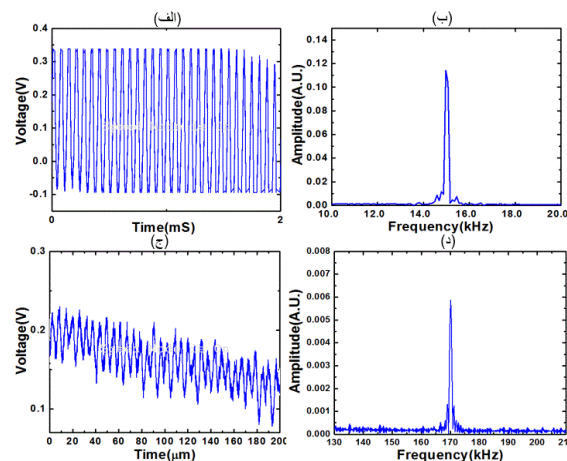 (الف)
(ب)
Voltage(V)
0.4
0.3
0.2
0.1
0.0
-0.1
0
1
2
Time(mS)
Amplitude(A.U.)
0.14
0.12
0.10
0.08
0.06
0.04
0.02
0.00
10.0 12.0 14.0 16.0 18.0 20.0
Frequency(kHz)
(ج)
(د)
Voltage(V)
0.3
0.2
0.1
0 20 40 60 80 100 120 140 160 180 200
Time(μm)
Amplitude(A.U.)
0.008
0.007
0.006
0.005
0.004
0.003
0.002
0.001
0.000
130 140 150 160 170 180 190 200 210
Frequency(kHz)